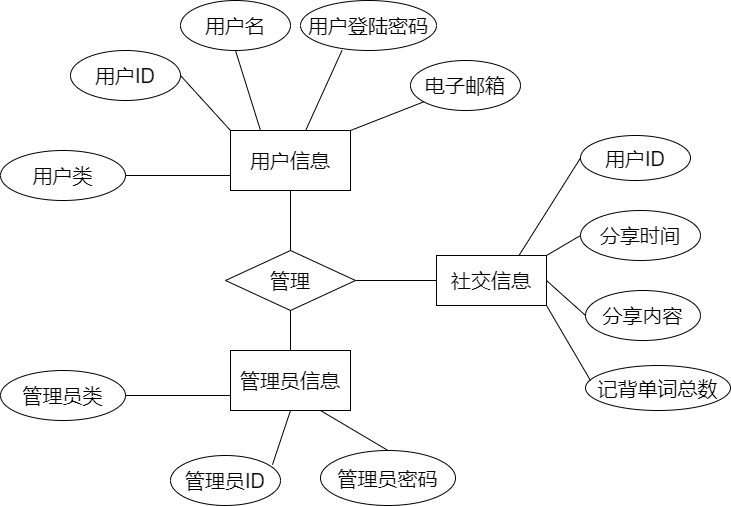 用户名
用户登陆密码
用户ID
电子邮箱
用户信息
用户ID
用户类
分享时间
管理
社交信息
分享内容
管理员信息
管理员类
记背单词总数
管理员ID
管理员密码